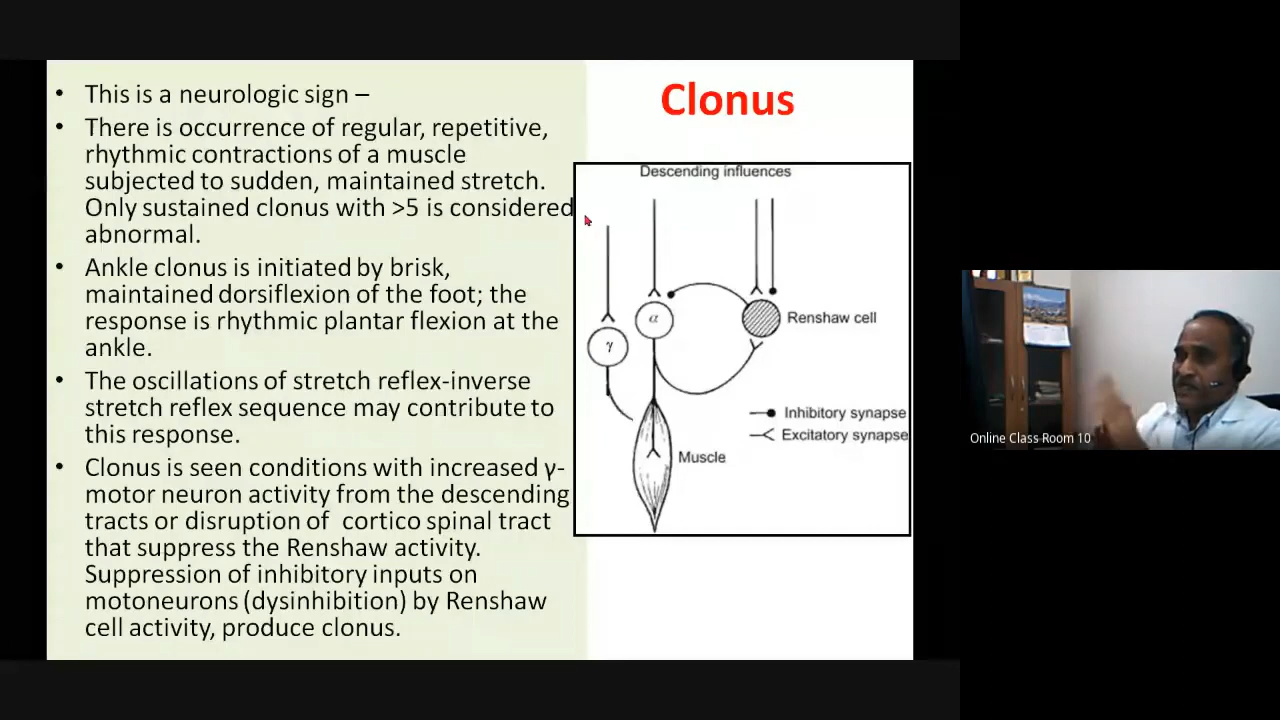 • This is a neurologic sign –
• There is occurrence of regular, repetitive,
rhythmic contractions of a muscle
subjected to sudden, maintained stretch.
Only sustained clonus with >5 is considered
abnormal.
• Ankle clonus is initiated by brisk,
maintained dorsiflexion of the foot; the
response is rhythmic plantar flexion at the
ankle.
• The oscillations of stretch reflex-inverse
stretch reflex sequence may contribute to
this response.
• Clonus is seen conditions with increased γ-
motor neuron activity from the descending
tracts or disruption of cortico spinal tract
that suppress the Renshaw activity.
Suppression of inhibitory inputs on
motoneurons (dysinhibition) by Renshaw
cell activity, produce clonus.
Clonus
Descending influences
α
Renshaw cell
γ
Inhibitory synapse
Excitatory synapse
Muscle
Online Class Room 10